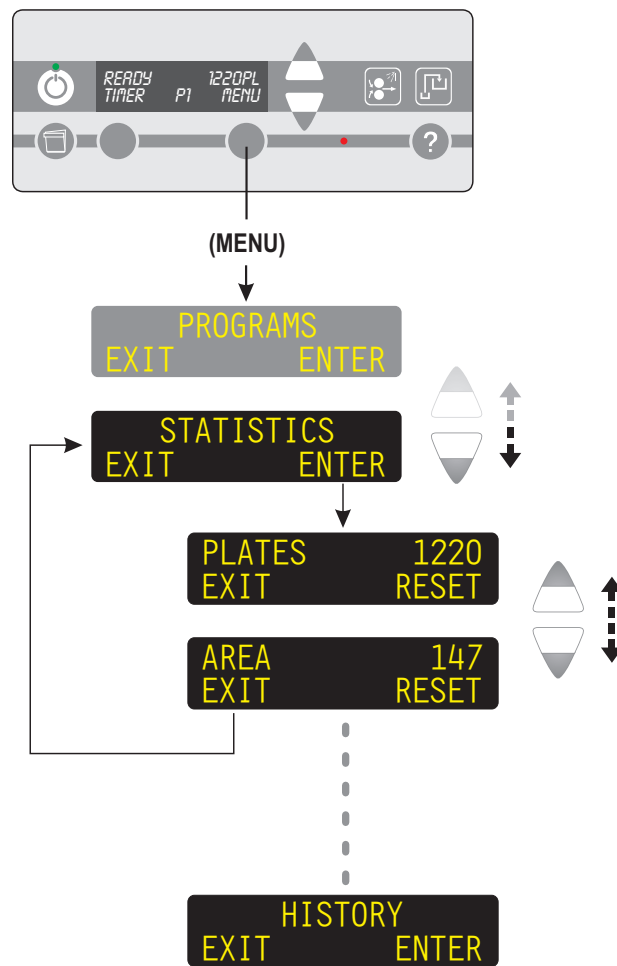 READY 1220PL
TIMER P1 MENU
?
(MENU)
PROGRAMS
EXIT ENTER
STATISTICS
EXIT ENTER
PLATES 1220
EXIT RESET
AREA 147
EXIT RESET
HISTORY
EXIT ENTER